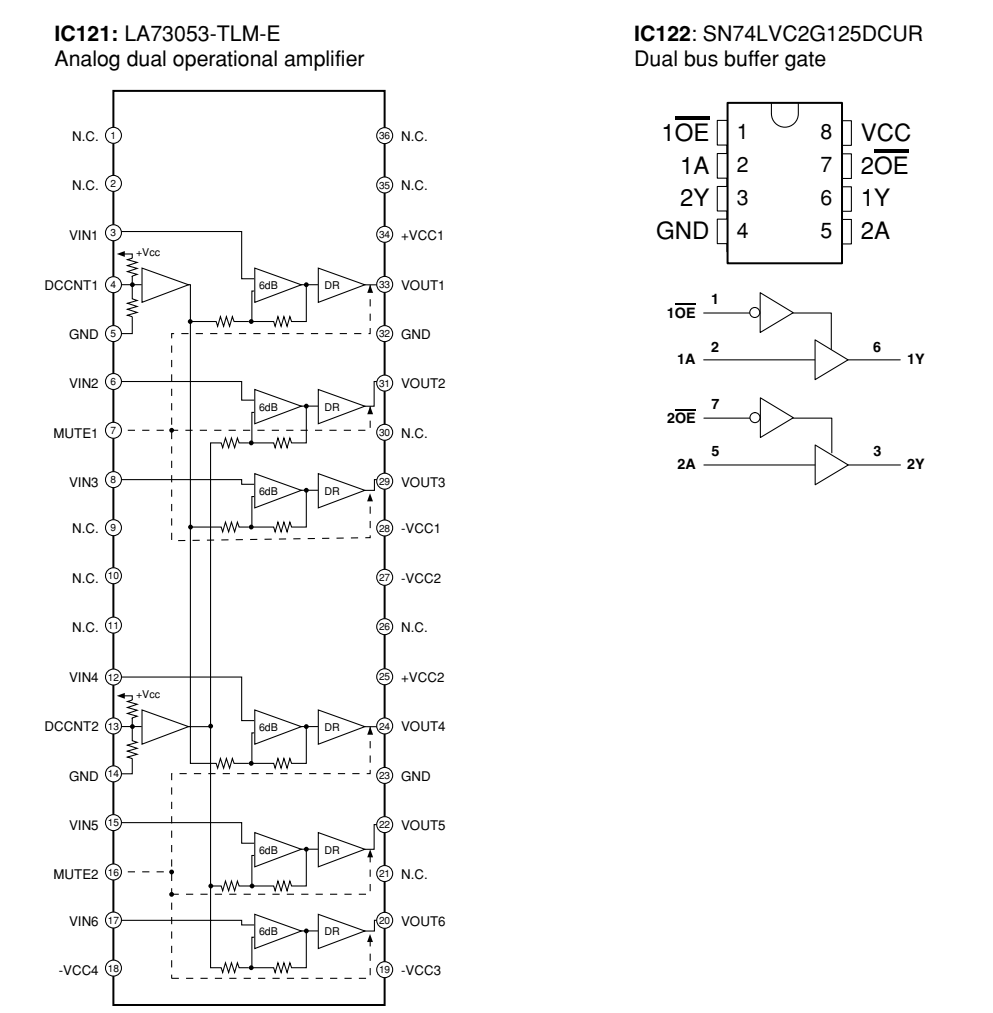 IC121: LA73053-TLM-E
Analog dual operational amplifier
N.C. 1 36 N.C.
N.C. 2 35 N.C.
VIN1 3 34 +VCC1
+Vcc
DCCNT1 4 6dB DR 33 VOUT1
GND 5 32 GND
VIN2 6 31 VOUT2
6dB DR
MUTE1 7 30 N.C.
VIN3 8 29 VOUT3
6dB DR
N.C. 9 28 -VCC1
N.C. 10 27 -VCC2
N.C. 11 26 N.C.
VIN4 12 25 +VCC2
+Vcc
DCCNT2 13 6dB DR 24 VOUT4
GND 14 23 GND
VIN5 15 22 VOUT5
6dB DR
MUTE2 16 21 N.C.
VIN6 17 20 VOUT6
6dB DR
-VCC4 18 19 -VCC3
IC122: SN74LVC2G125DCUR
Dual bus buffer gate
1O̅E̅ 1 8 VCC
1A 2 7 2O̅E̅
2Y 3 6 1Y
GND 4 5 2A
1O̅E̅ 1
1A 2 6 1Y
2O̅E̅ 7
2A 5 3 2Y